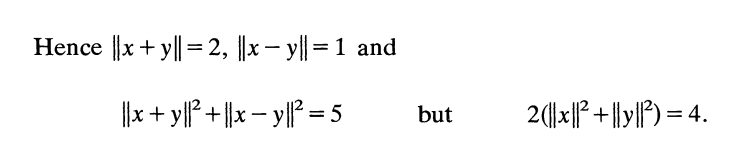 Hence ‖x + y‖ = 2, ‖x − y‖ = 1 and
‖x + y‖² + ‖x − y‖² = 5 but 2(‖x‖² + ‖y‖²) = 4.